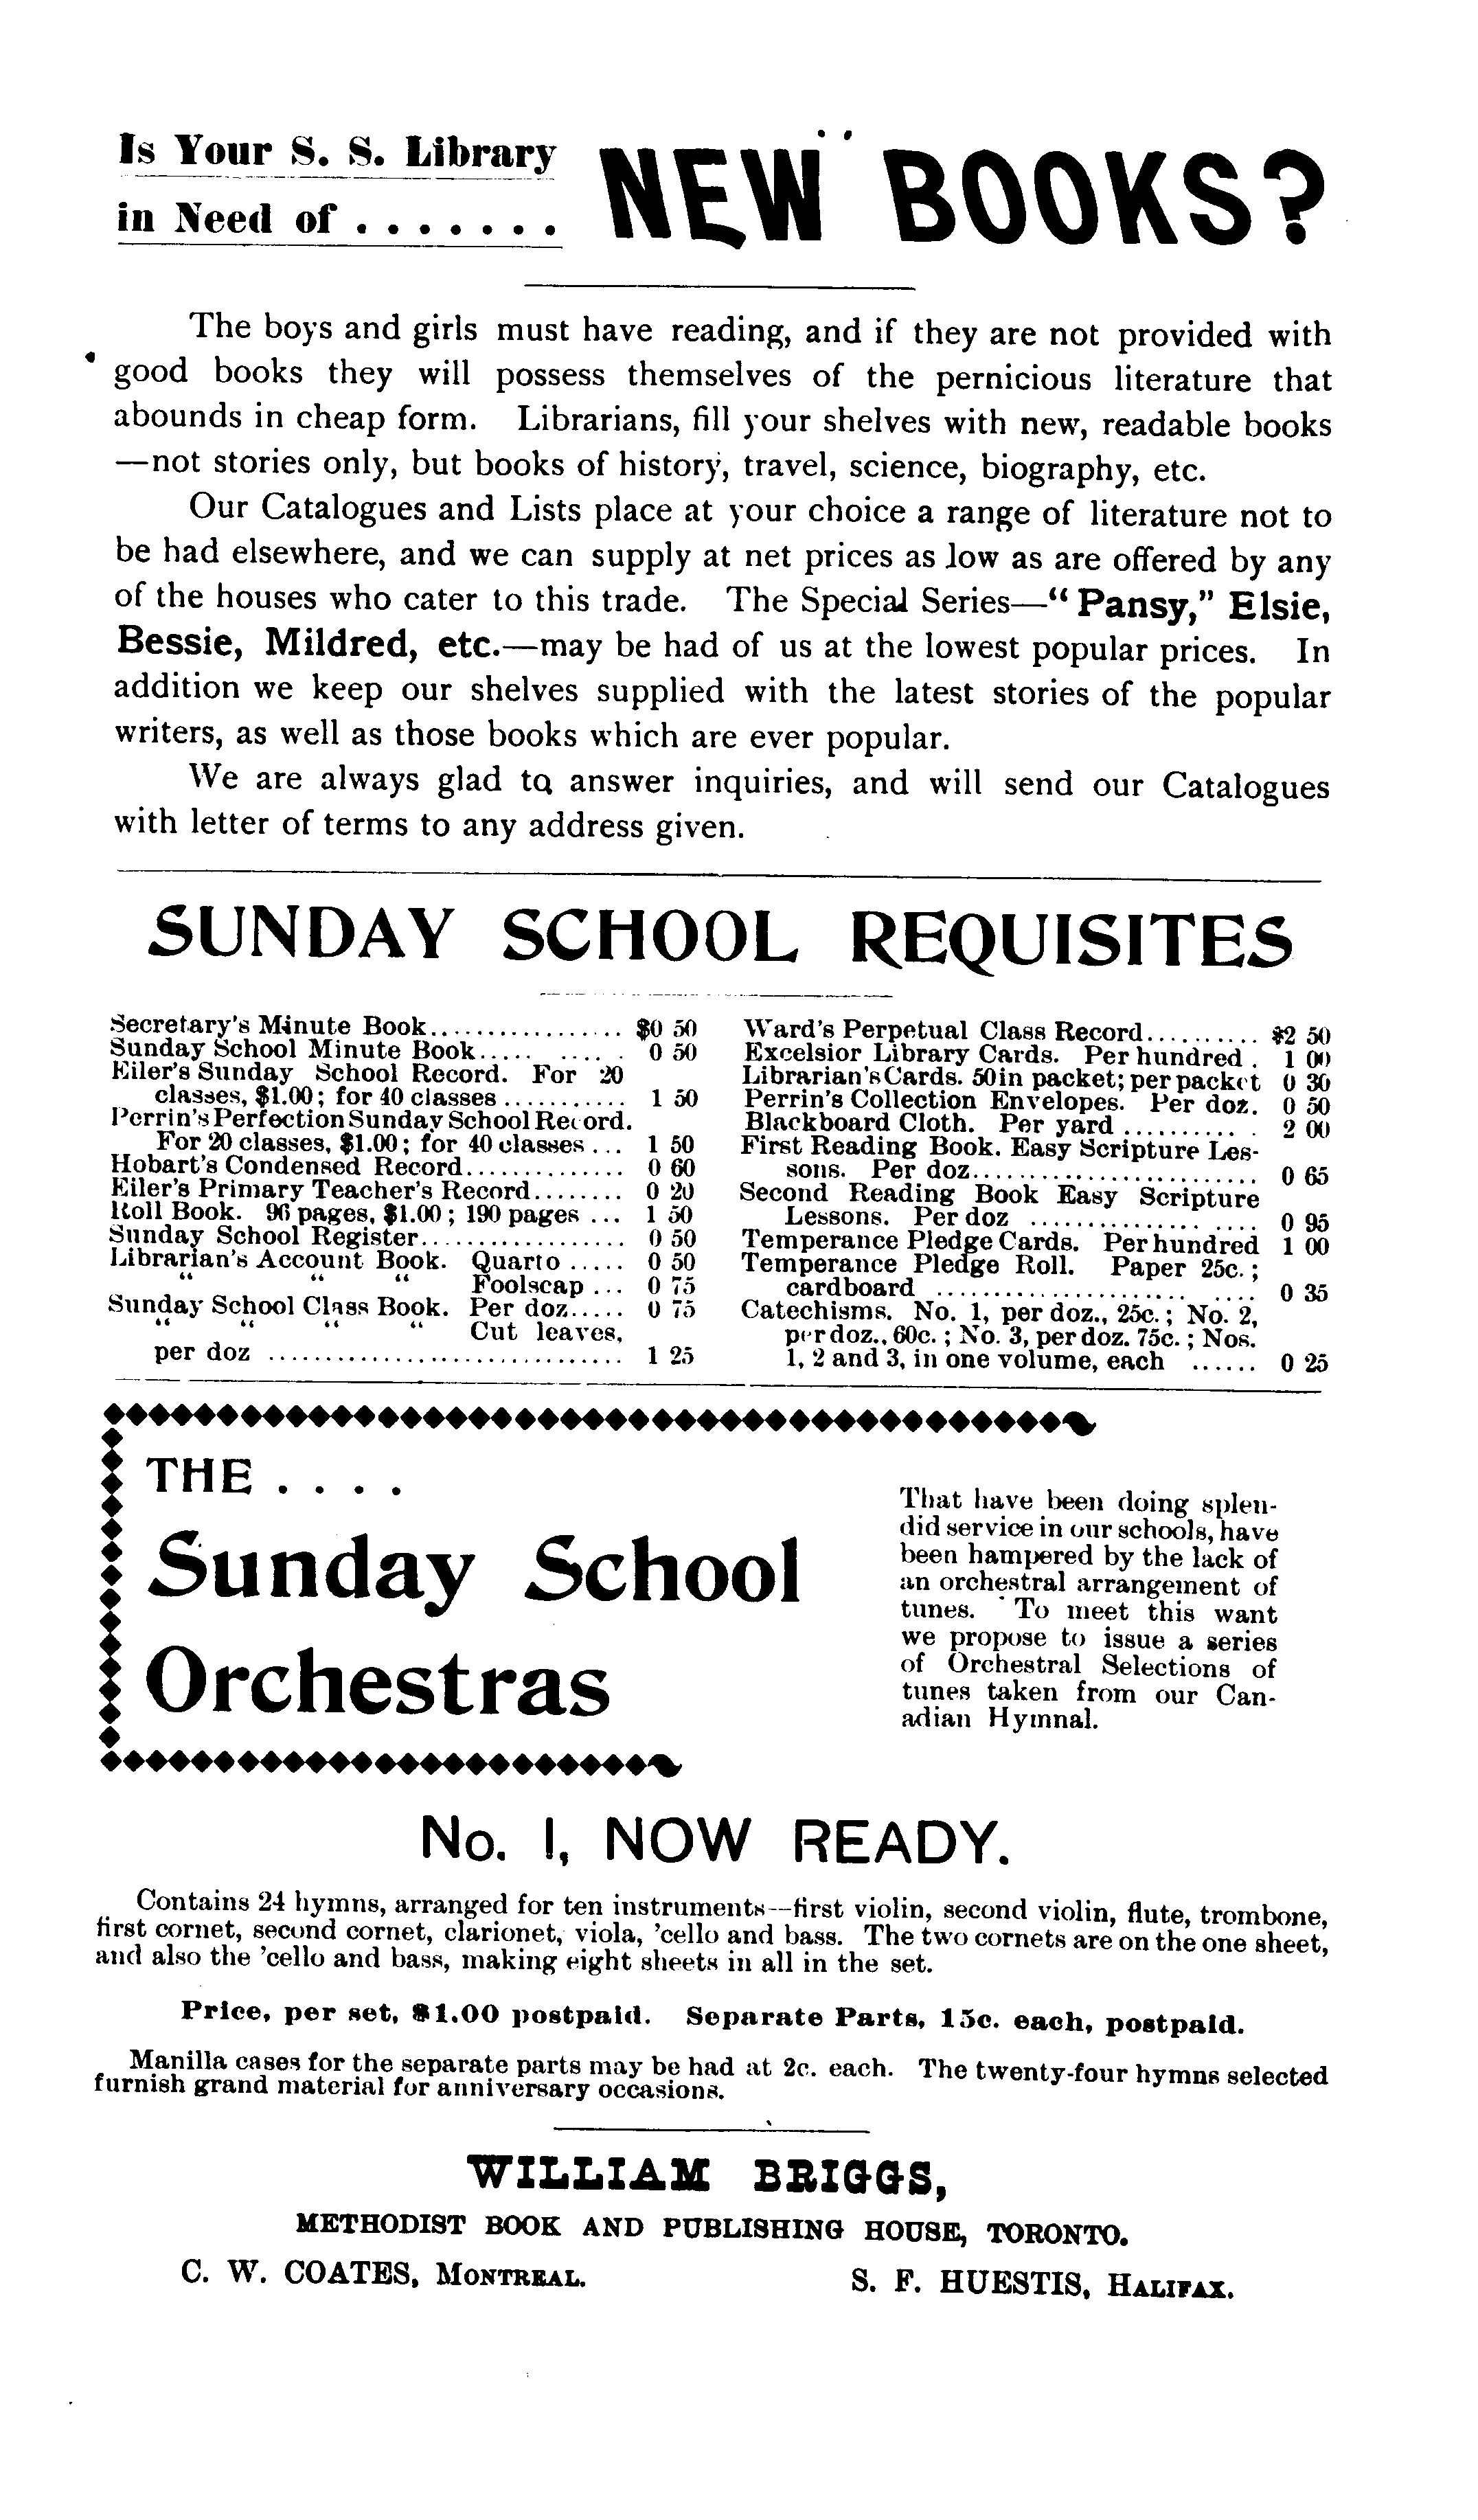 Is Your S. S. Library
in Need of . . . . . . .
NEW BOOKS?
The boys and girls must have reading, and if they are not provided with
good books they will possess themselves of the pernicious literature that
abounds in cheap form. Librarians, fill your shelves with new, readable books
—not stories only, but books of history, travel, science, biography, etc.
Our Catalogues and Lists place at your choice a range of literature not to
be had elsewhere, and we can supply at net prices as low as are offered by any
of the houses who cater to this trade. The Special Series—“Pansy,” Elsie,
Bessie, Mildred, etc.—may be had of us at the lowest popular prices. In
addition we keep our shelves supplied with the latest stories of the popular
writers, as well as those books which are ever popular.
We are always glad to answer inquiries, and will send our Catalogues
with letter of terms to any address given.
SUNDAY SCHOOL REQUISITES
Secretary's Minute Book.................. $0 50
Sunday School Minute Book..... ..... . 0 50
Eiler's Sunday School Record. For 20
classes, $1.00; for 40 classes ........... 1 50
Perrin's Perfection Sunday School Record.
For 20 classes, $1.00; for 40 classes ... 1 50
Hobart's Condensed Record.............. 0 60
Eiler's Primary Teacher's Record........ 0 20
Roll Book. 96 pages, $1.00; 190 pages ... 1 50
Sunday School Register.................. 0 50
Librarian's Account Book. Quarto ..... 0 50
“ “ “ Foolscap ... 0 75
Sunday School Class Book. Per doz..... 0 75
“ “ “ “ Cut leaves,
per doz ............................... 1 25
Ward's Perpetual Class Record.......... $2 50
Excelsior Library Cards. Per hundred . 1 00
Librarian's Cards. 50 in packet; per packet 0 30
Perrin's Collection Envelopes. Per doz. 0 50
Blackboard Cloth. Per yard .......... . 2 00
First Reading Book. Easy Scripture Les-
sons. Per doz......................... 0 65
Second Reading Book Easy Scripture
Lessons. Per doz ............... .... 0 95
Temperance Pledge Cards. Per hundred 1 00
Temperance Pledge Roll. Paper 25c.;
cardboard ...................... .... 0 35
Catechisms. No. 1, per doz., 25c.; No. 2,
per doz., 60c.; No. 3, per doz. 75c.; Nos.
1, 2 and 3, in one volume, each ...... 0 25
THE . . . .
Sunday School
Orchestras
That have been doing splen-
did service in our schools, have
been hampered by the lack of
an orchestral arrangement of
tunes. To meet this want
we propose to issue a series
of Orchestral Selections of
tunes taken from our Can-
adian Hymnal.
No. 1, NOW READY.
Contains 24 hymns, arranged for ten instruments—first violin, second violin, flute, trombone,
first cornet, second cornet, clarionet, viola, 'cello and bass. The two cornets are on the one sheet,
and also the 'cello and bass, making eight sheets in all in the set.
Price, per set, $1.00 postpaid. Separate Parts, 15c. each, postpaid.
Manilla cases for the separate parts may be had at 2c. each. The twenty-four hymns selected
furnish grand material for anniversary occasions.
WILLIAM BRIGGS,
METHODIST BOOK AND PUBLISHING HOUSE, TORONTO.
C. W. COATES, MONTREAL. S. F. HUESTIS, HALIFAX.